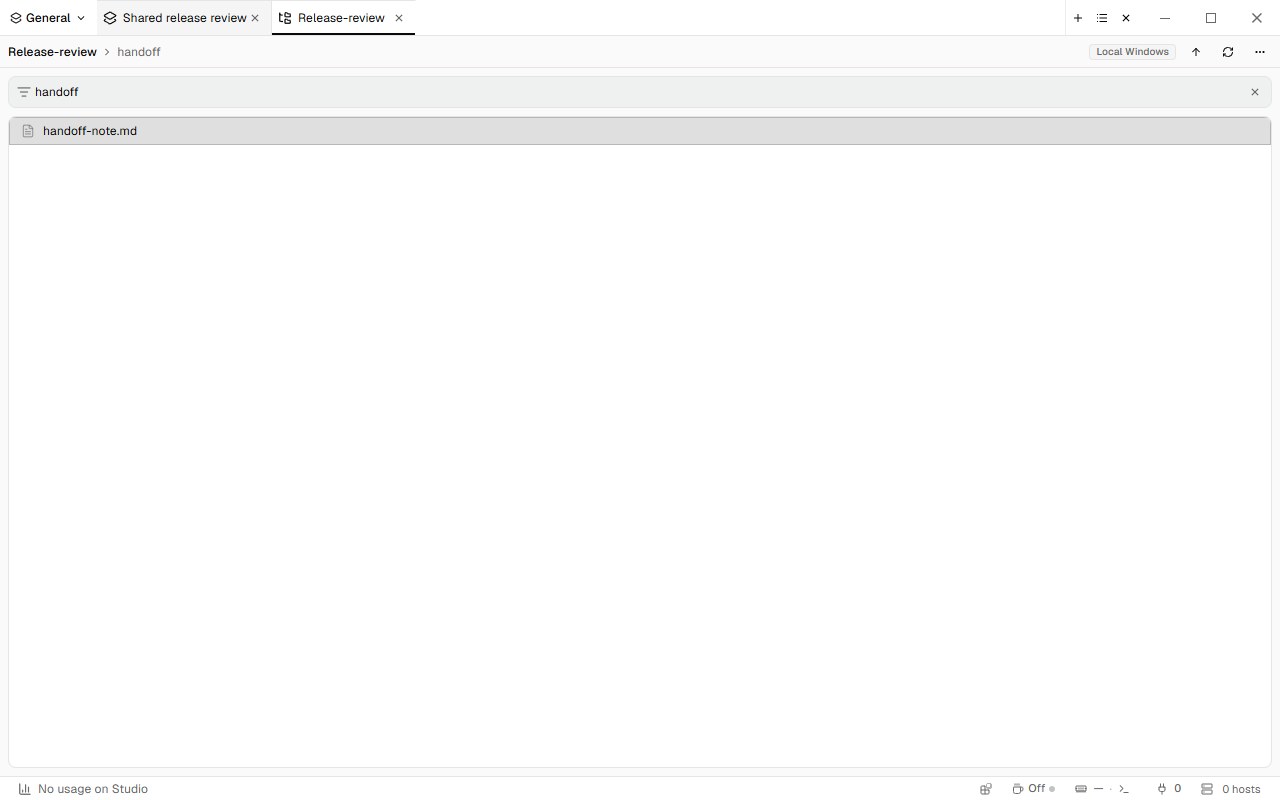 General
Shared release review
Release-review
Release-review > handoff
Local Windows
handoff
handoff-note.md
No usage on Studio
Off
0
0 hosts